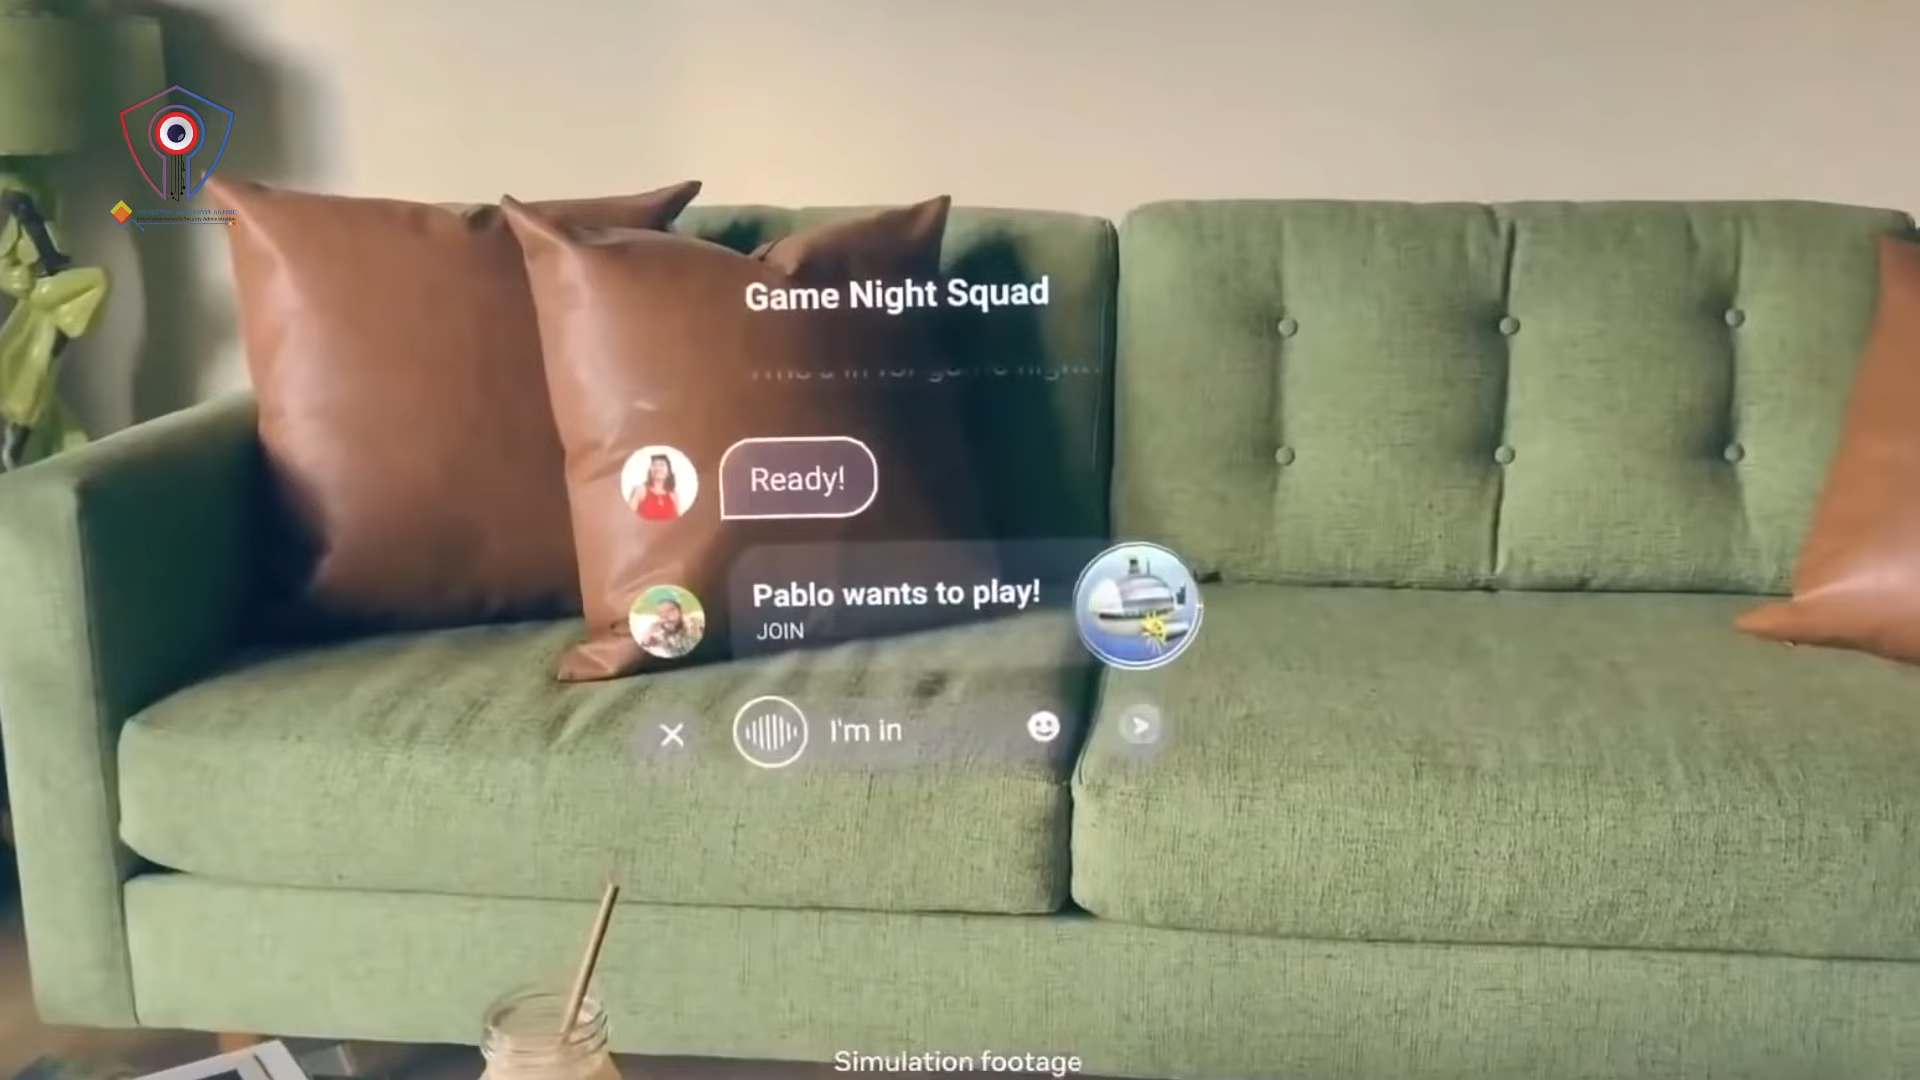 Game Night Squad
Ready!
Pablo wants to play!
JOIN
I'm in
Simulation footage